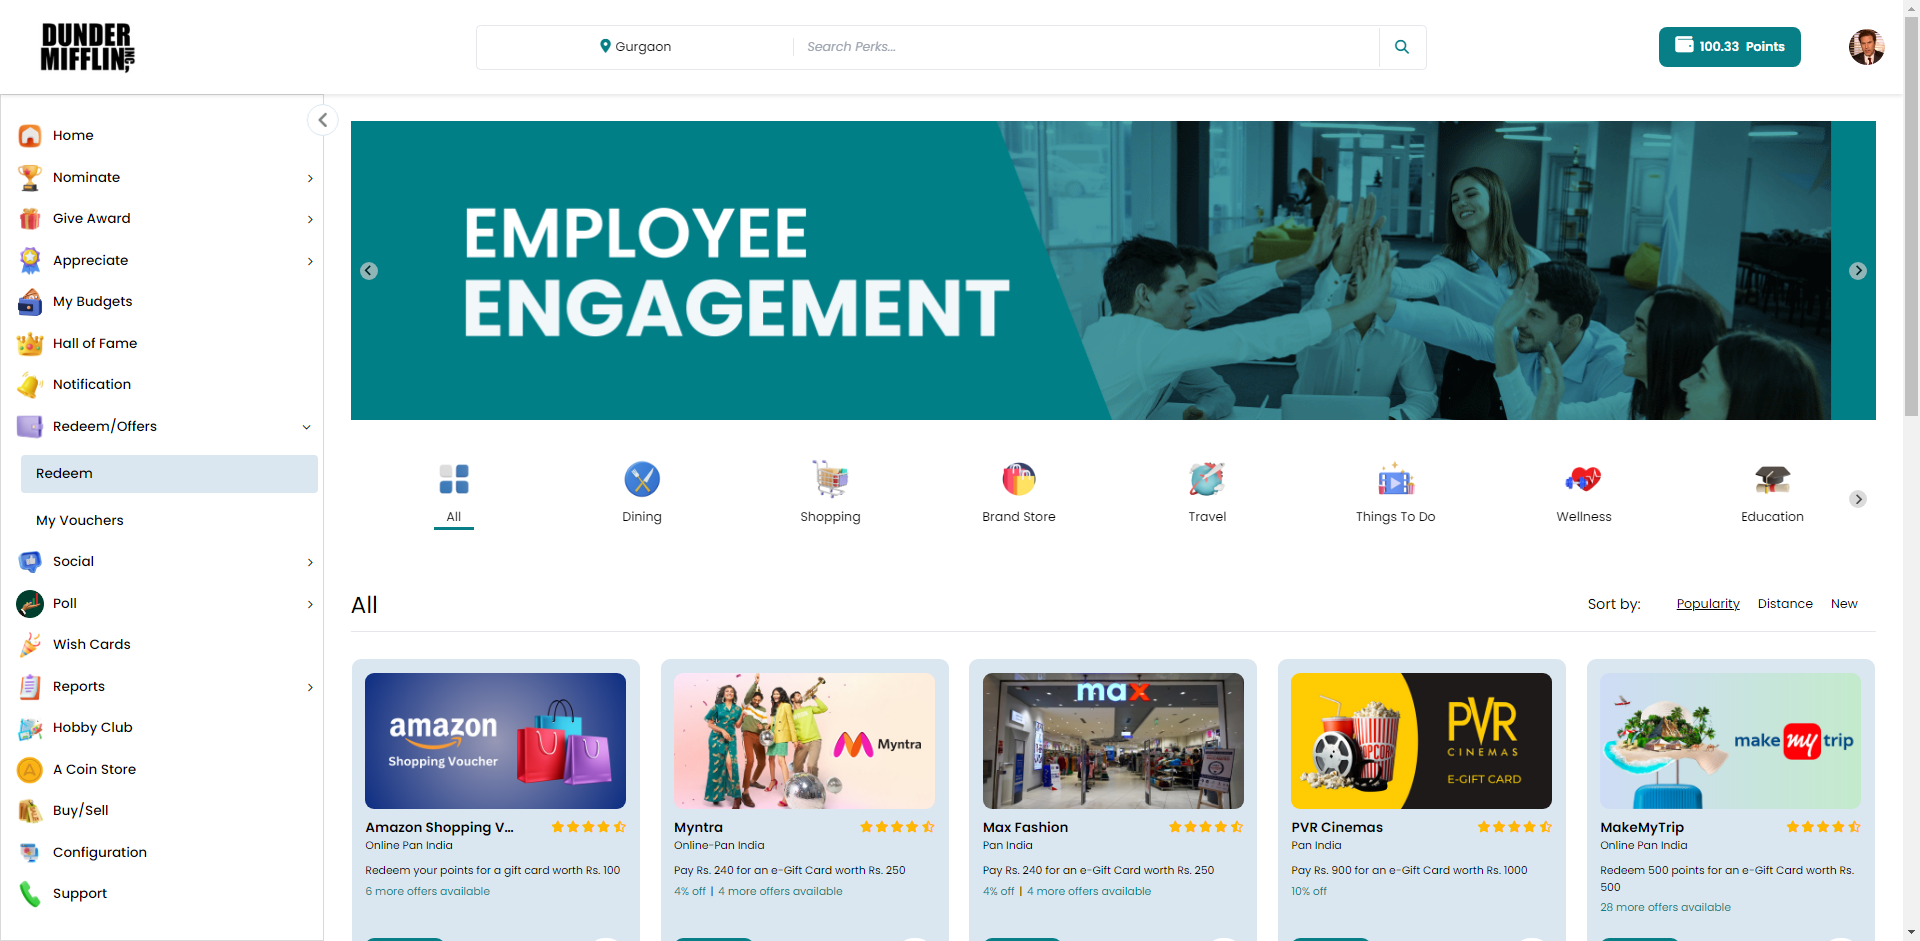 DUNDER
MIFFLIN INC,
Gurgaon
Search Perks...
100.33 Points
Home
Nominate
Give Award
Appreciate
My Budgets
Hall of Fame
Notification
Redeem/Offers
Redeem
My Vouchers
Social
Poll
Wish Cards
Reports
Hobby Club
A Coin Store
Buy/Sell
Configuration
Support
EMPLOYEE
ENGAGEMENT
All
Dining
Shopping
Brand Store
Travel
Things To Do
Wellness
Education
All
Sort by:
Popularity
Distance
New
amazon
Shopping Voucher
Amazon Shopping V...
Online Pan India
Redeem your points for a gift card worth Rs. 100
6 more offers available
Myntra
Myntra
Online-Pan India
Pay Rs. 240 for an e-Gift Card worth Rs. 250
4% off | 4 more offers available
max
Max Fashion
Pan India
Pay Rs. 240 for an e-Gift Card worth Rs. 250
4% off | 4 more offers available
POPCORN
PVR
CINEMAS
E-GIFT CARD
PVR Cinemas
Pan India
Pay Rs. 900 for an e-Gift Card worth Rs. 1000
10% off
make my trip
MakeMyTrip
Online Pan India
Redeem 500 points for an e-Gift Card worth Rs.
500
28 more offers available